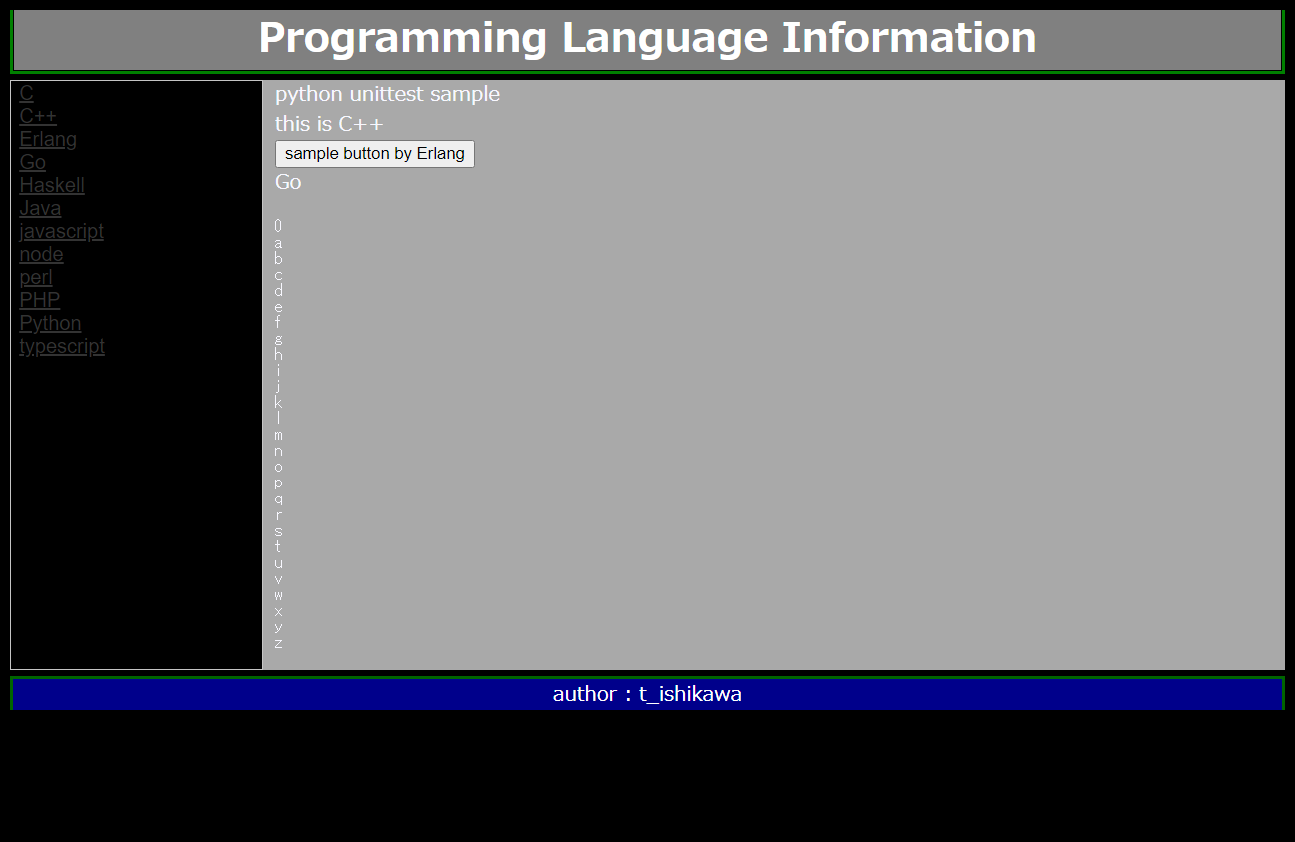 Programming Language Information
C
C++
Erlang
Go
Haskell
Java
javascript
node
perl
PHP
Python
typescript
python unittest sample
this is C++
sample button by Erlang
Go
0
a
b
c
d
e
f
g
h
i
j
k
l
m
n
o
p
q
r
s
t
u
v
w
x
y
z
author : t_ishikawa